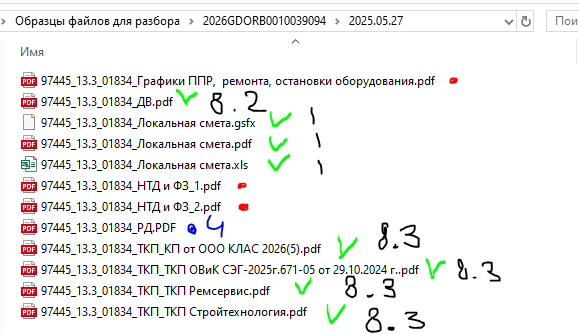 Образцы файлов для разбора > 2026GDORB0010039094 > 2025.05.27
Пои
Имя
97445_13.3_01834_Графики ППР, ремонта, остановки оборудования.pdf
97445_13.3_01834_ДВ.pdf 8.2
97445_13.3_01834_Локальная смета.gsfx 1
97445_13.3_01834_Локальная смета.pdf 1
97445_13.3_01834_Локальная смета.xls 1
97445_13.3_01834_НТД и ФЗ_1.pdf
97445_13.3_01834_НТД и ФЗ_2.pdf
97445_13.3_01834_РД.PDF 4
97445_13.3_01834_ТКП_КП от ООО КЛАС 2026(5).pdf 8.3
97445_13.3_01834_ТКП_ТКП ОВиК СЭГ-2025г.671-05 от 29.10.2024 г..pdf 8.3
97445_13.3_01834_ТКП_ТКП Ремсервис.pdf 8.3
97445_13.3_01834_ТКП_ТКП Стройтехнология.pdf 8.3